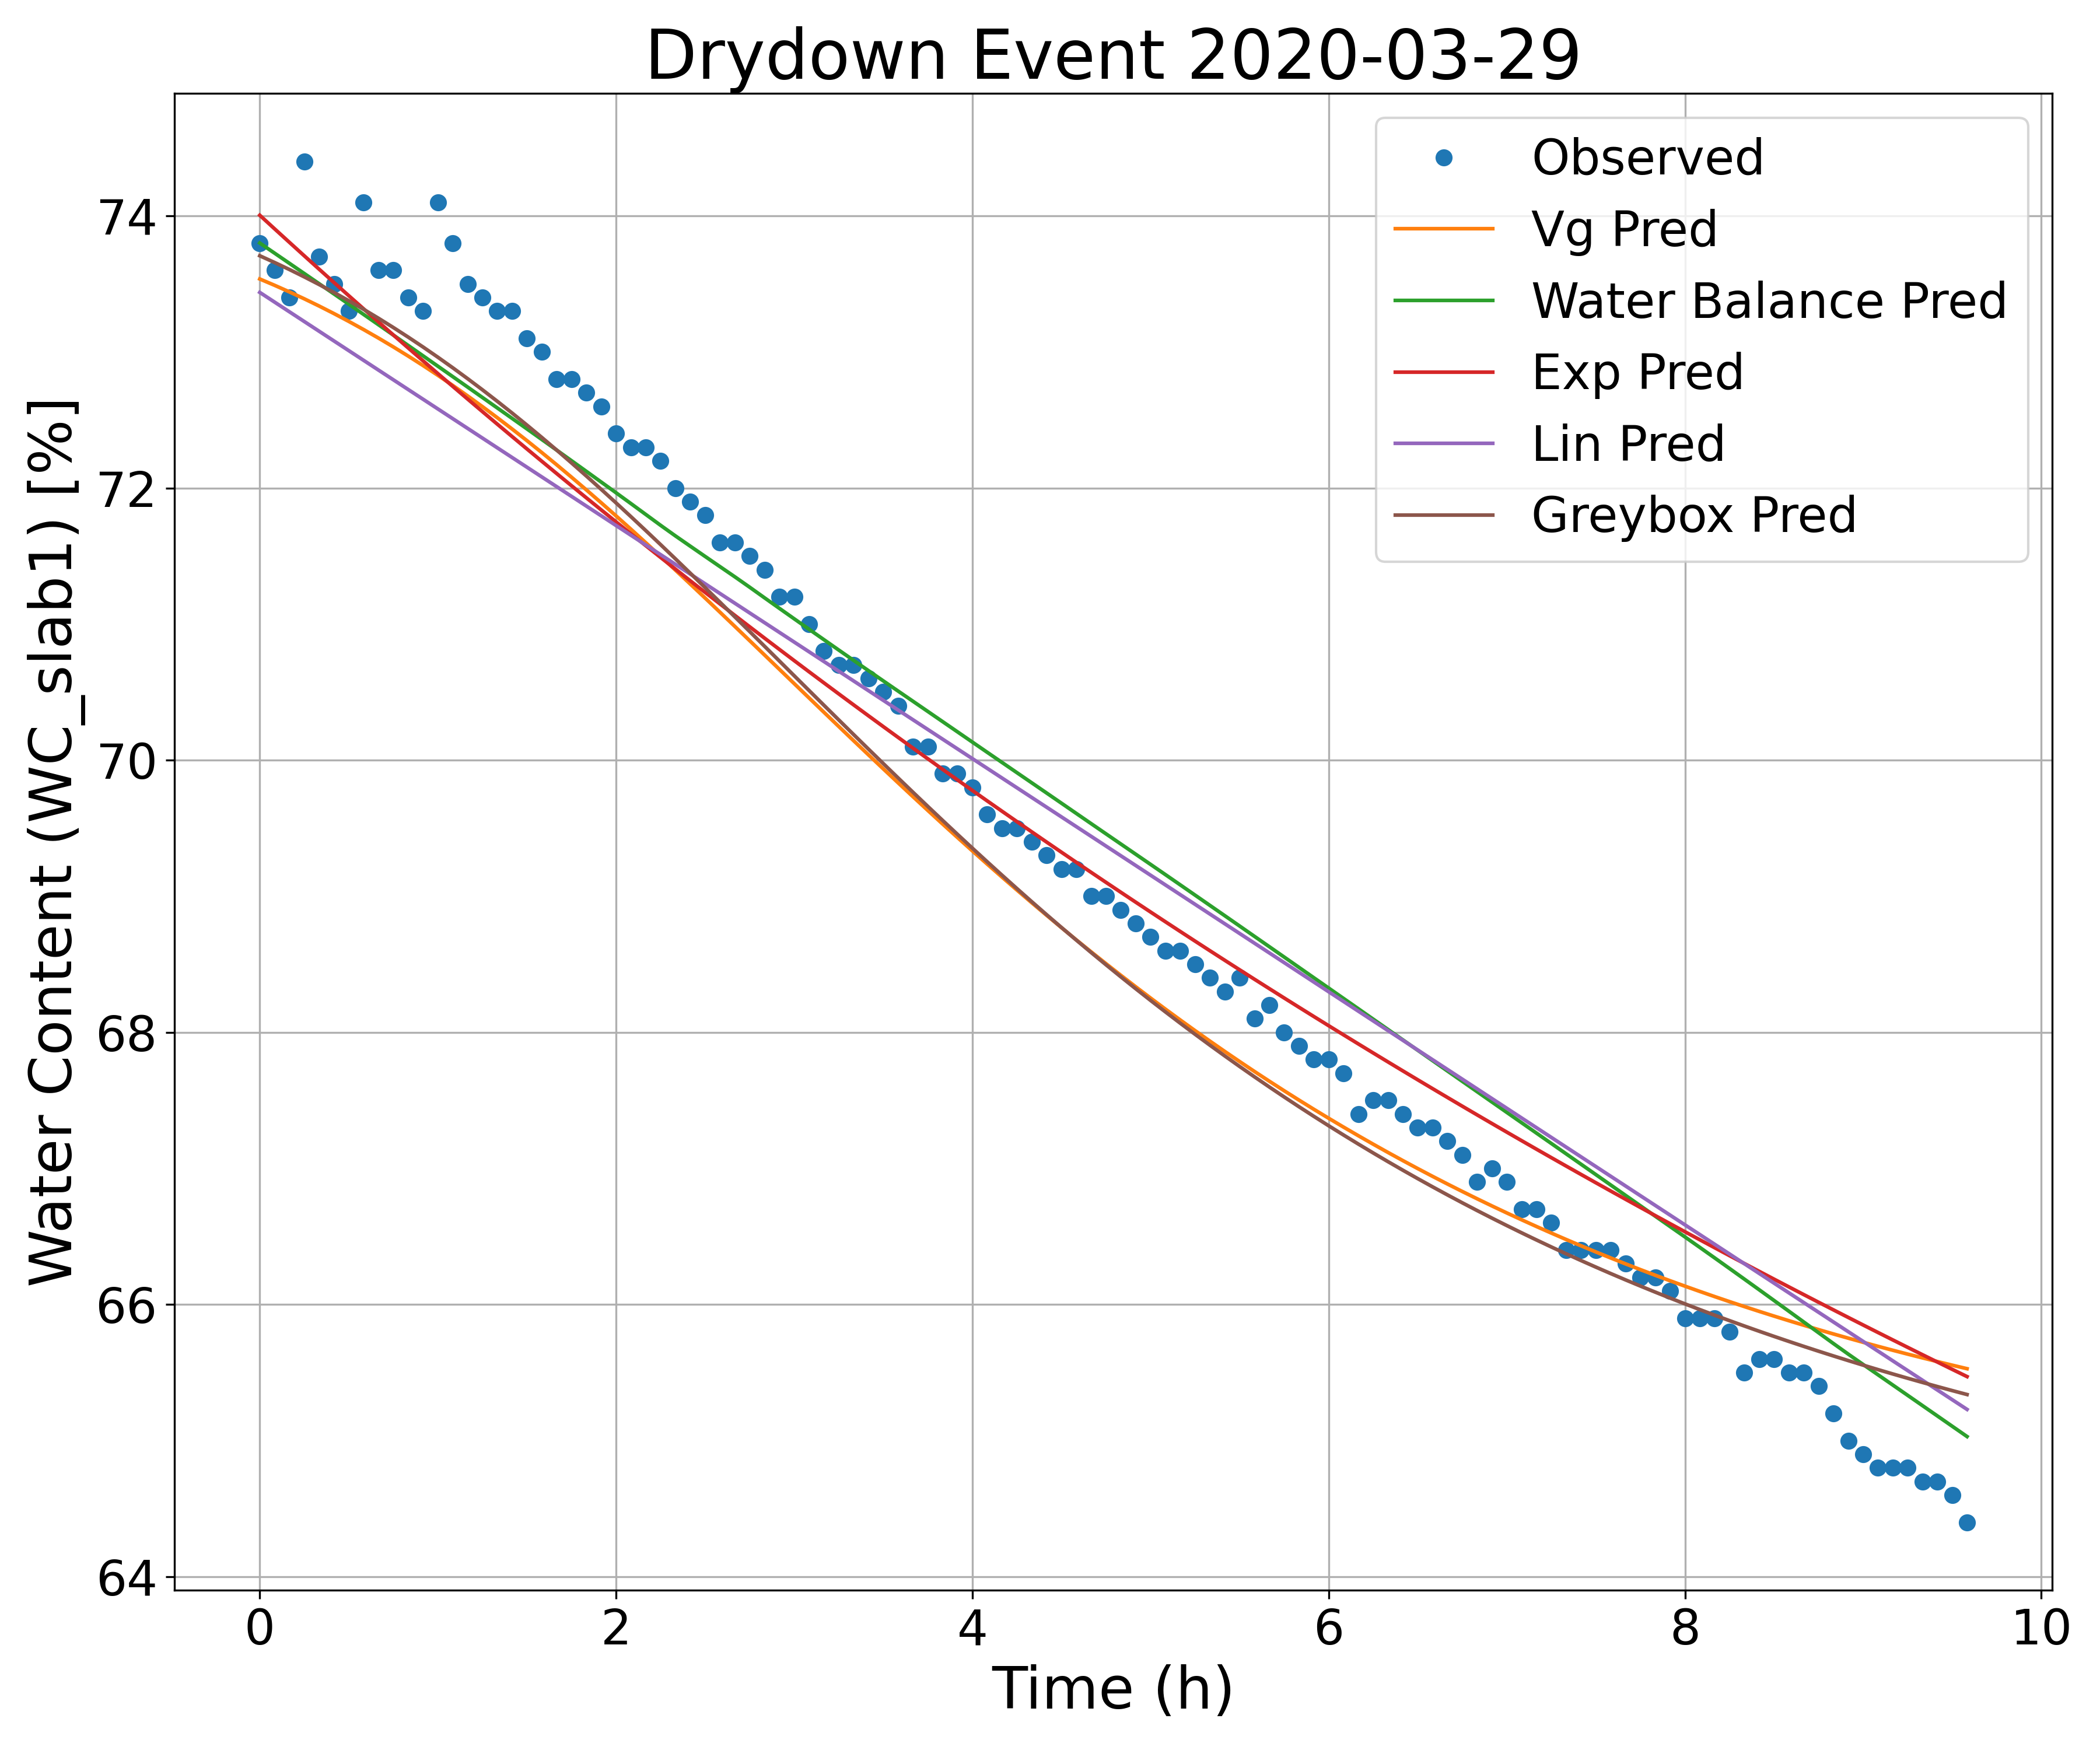 Drydown Event 2020-03-29
Observed
Vg Pred
Water Balance Pred
Exp Pred
Lin Pred
Greybox Pred
Water Content (WC_slab1) [%]
74
72
70
68
66
64
0 2 4 6 8 10
Time (h)